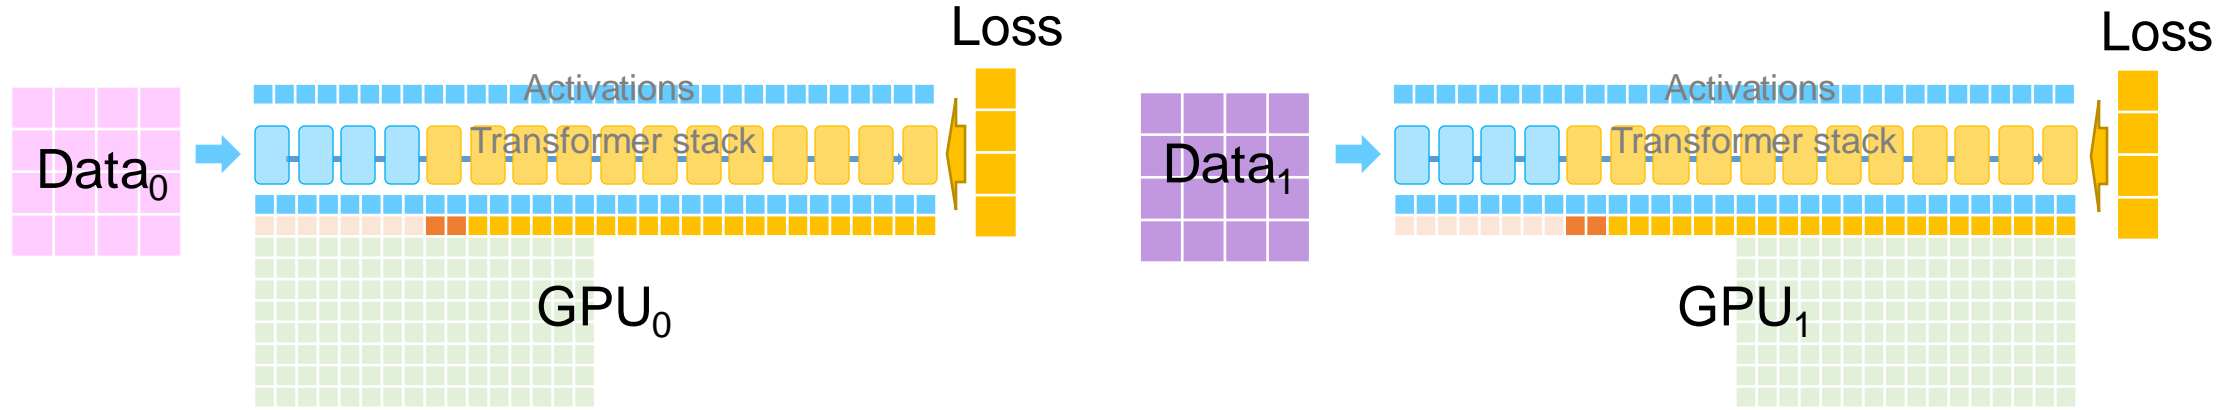 Loss
Activations
Transformer stack
Data₀
GPU₀
Loss
Activations
Transformer stack
Data₁
GPU₁